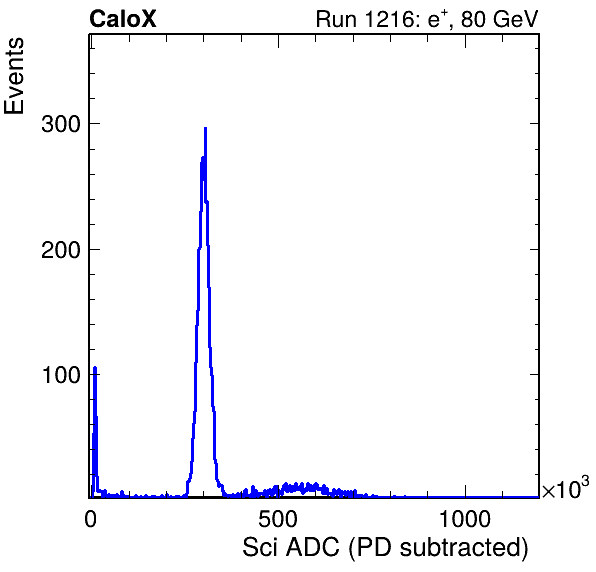 CaloX Run 1216: e⁺, 80 GeV
Events
300
200
100
0 500 1000 ×10³
Sci ADC (PD subtracted)